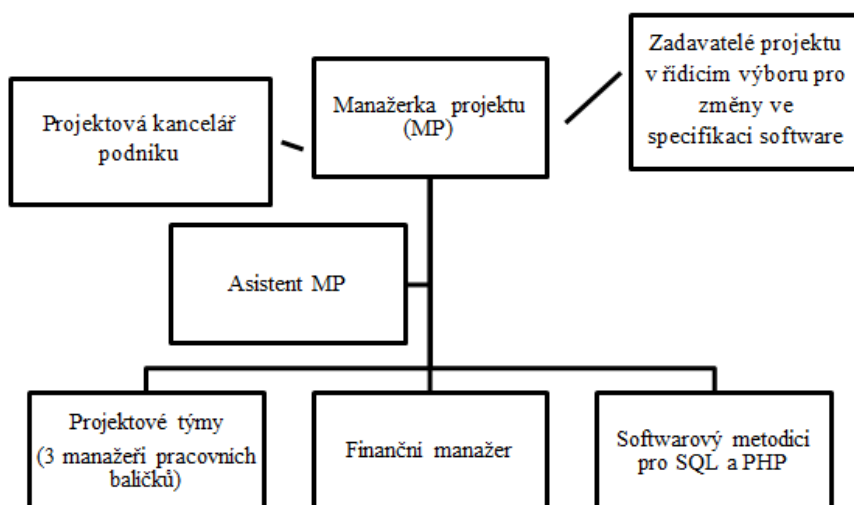 Zadavatelé projektu
v řídicím výboru pro
změny ve
specifikaci software
Manažerka projektu
(MP)
Projektová kancelář
podniku
Asistent MP
Projektové týmy
(3 manažeři pracovních
balíčků)
Finanční manažer
Softwarový metodici
pro SQL a PHP